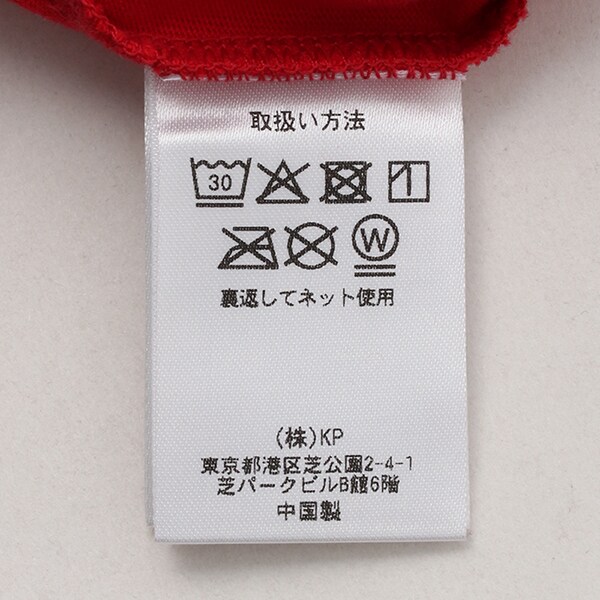 取扱い方法
30
W
裏返してネット使用
(株)KP
東京都港区芝公園2-4-1
芝パークビルB館6階
中国製